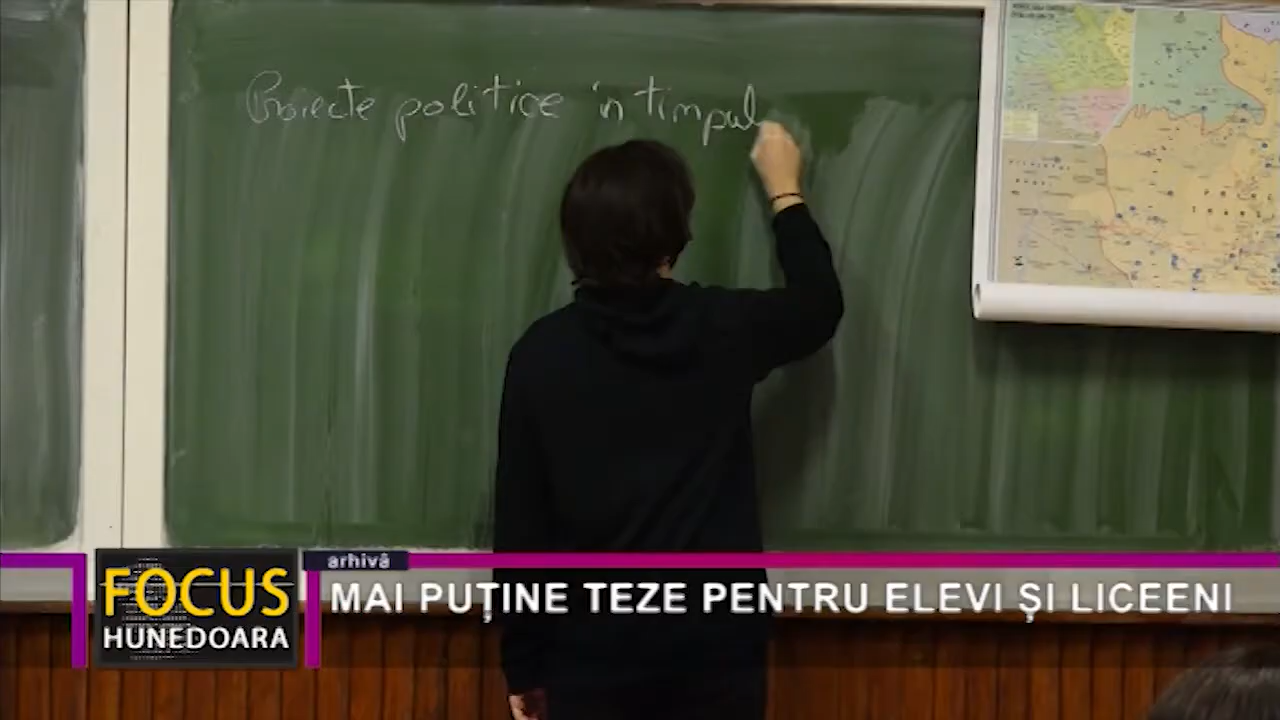 Proiecte politice în timpul
arhivă
FOCUS
HUNEDOARA
MAI PUȚINE TEZE PENTRU ELEVI ȘI LICEENI